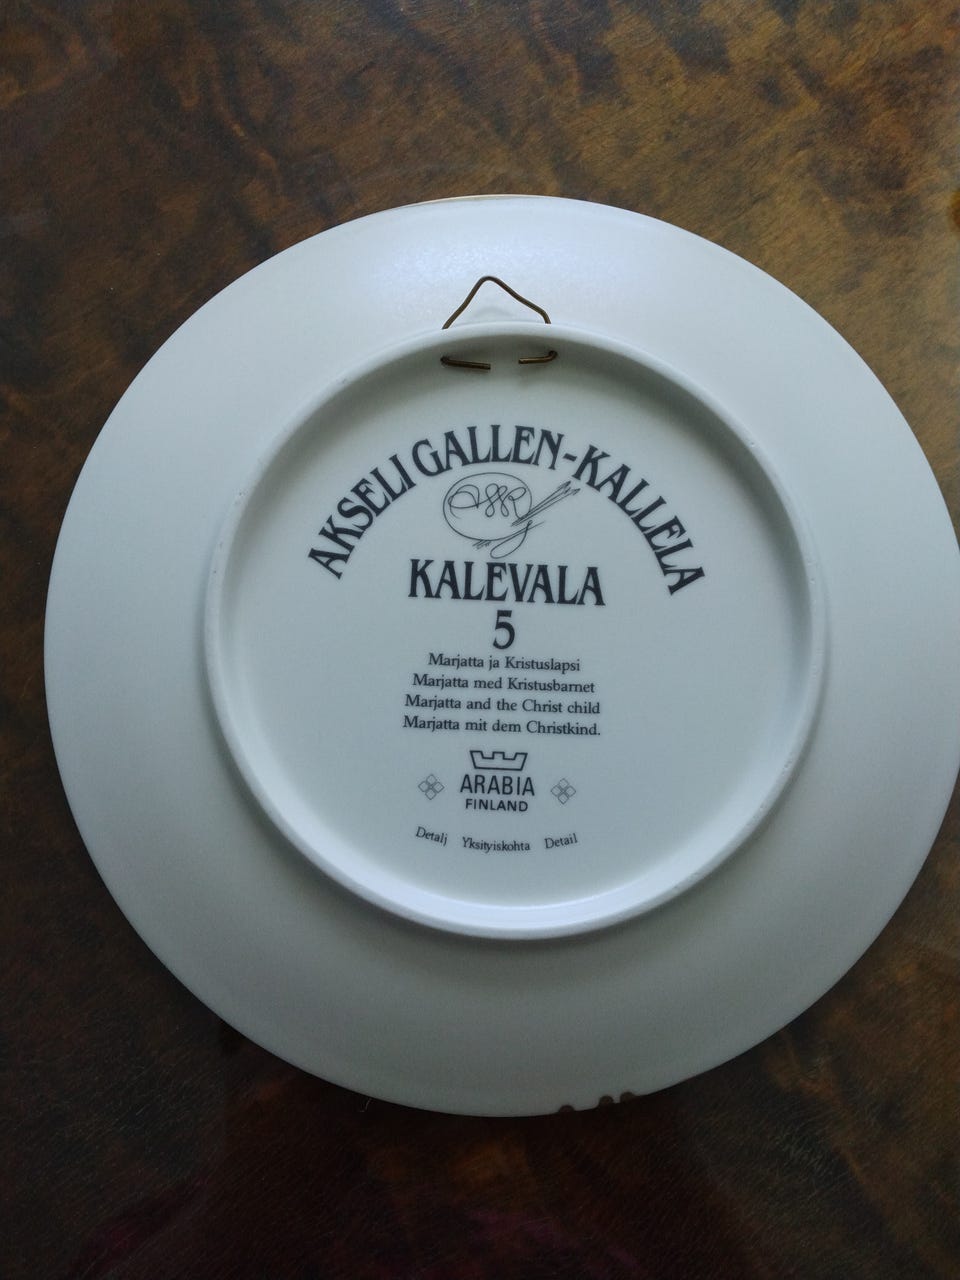 AKSELI GALLEN-KALLELA
KALEVALA
5
Marjatta ja Kristuslapsi
Marjatta med Kristusbarnet
Marjatta and the Christ child
Marjatta mit dem Christkind.
ARABIA
FINLAND
Detalj Yksityiskohta Detail